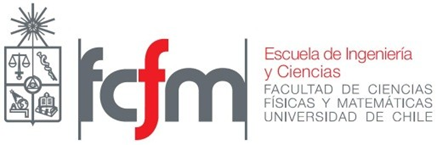 fcfm
Escuela de Ingeniería
y Ciencias
FACULTAD DE CIENCIAS
FÍSICAS Y MATEMÁTICAS
UNIVERSIDAD DE CHILE